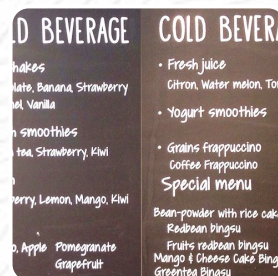 D BEVERAGE
hakes
late, Banana, Strawberry
el, Vanilla
smoothies
tea, Strawberry, Kiwi
erry, Lemon, Mango, Kiwi
Apple Pomegranate
Grapefruit
COLD BEVERA
• Fresh juice
Citron, Water melon, To
• Yogurt smoothies
• Grains frappuccino
Coffee Frappuccino
Special menu
Bean-powder with rice cak
Redbean bingsu
Fruits redbean bingsu
Mango & Cheese Cake Bing
Greentea Bingsu